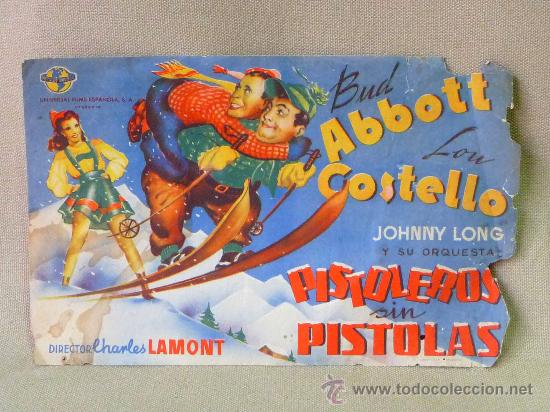 UNIVERSAL FILMS ESPAÑOLA, S.A.
Bud
Abbott
Lou
Costello
JOHNNY LONG
Y SU ORQUESTA
PISTOLEROS
sin
PISTOLAS
DIRECTOR: Charles LAMONT
www.todocoleccion.net